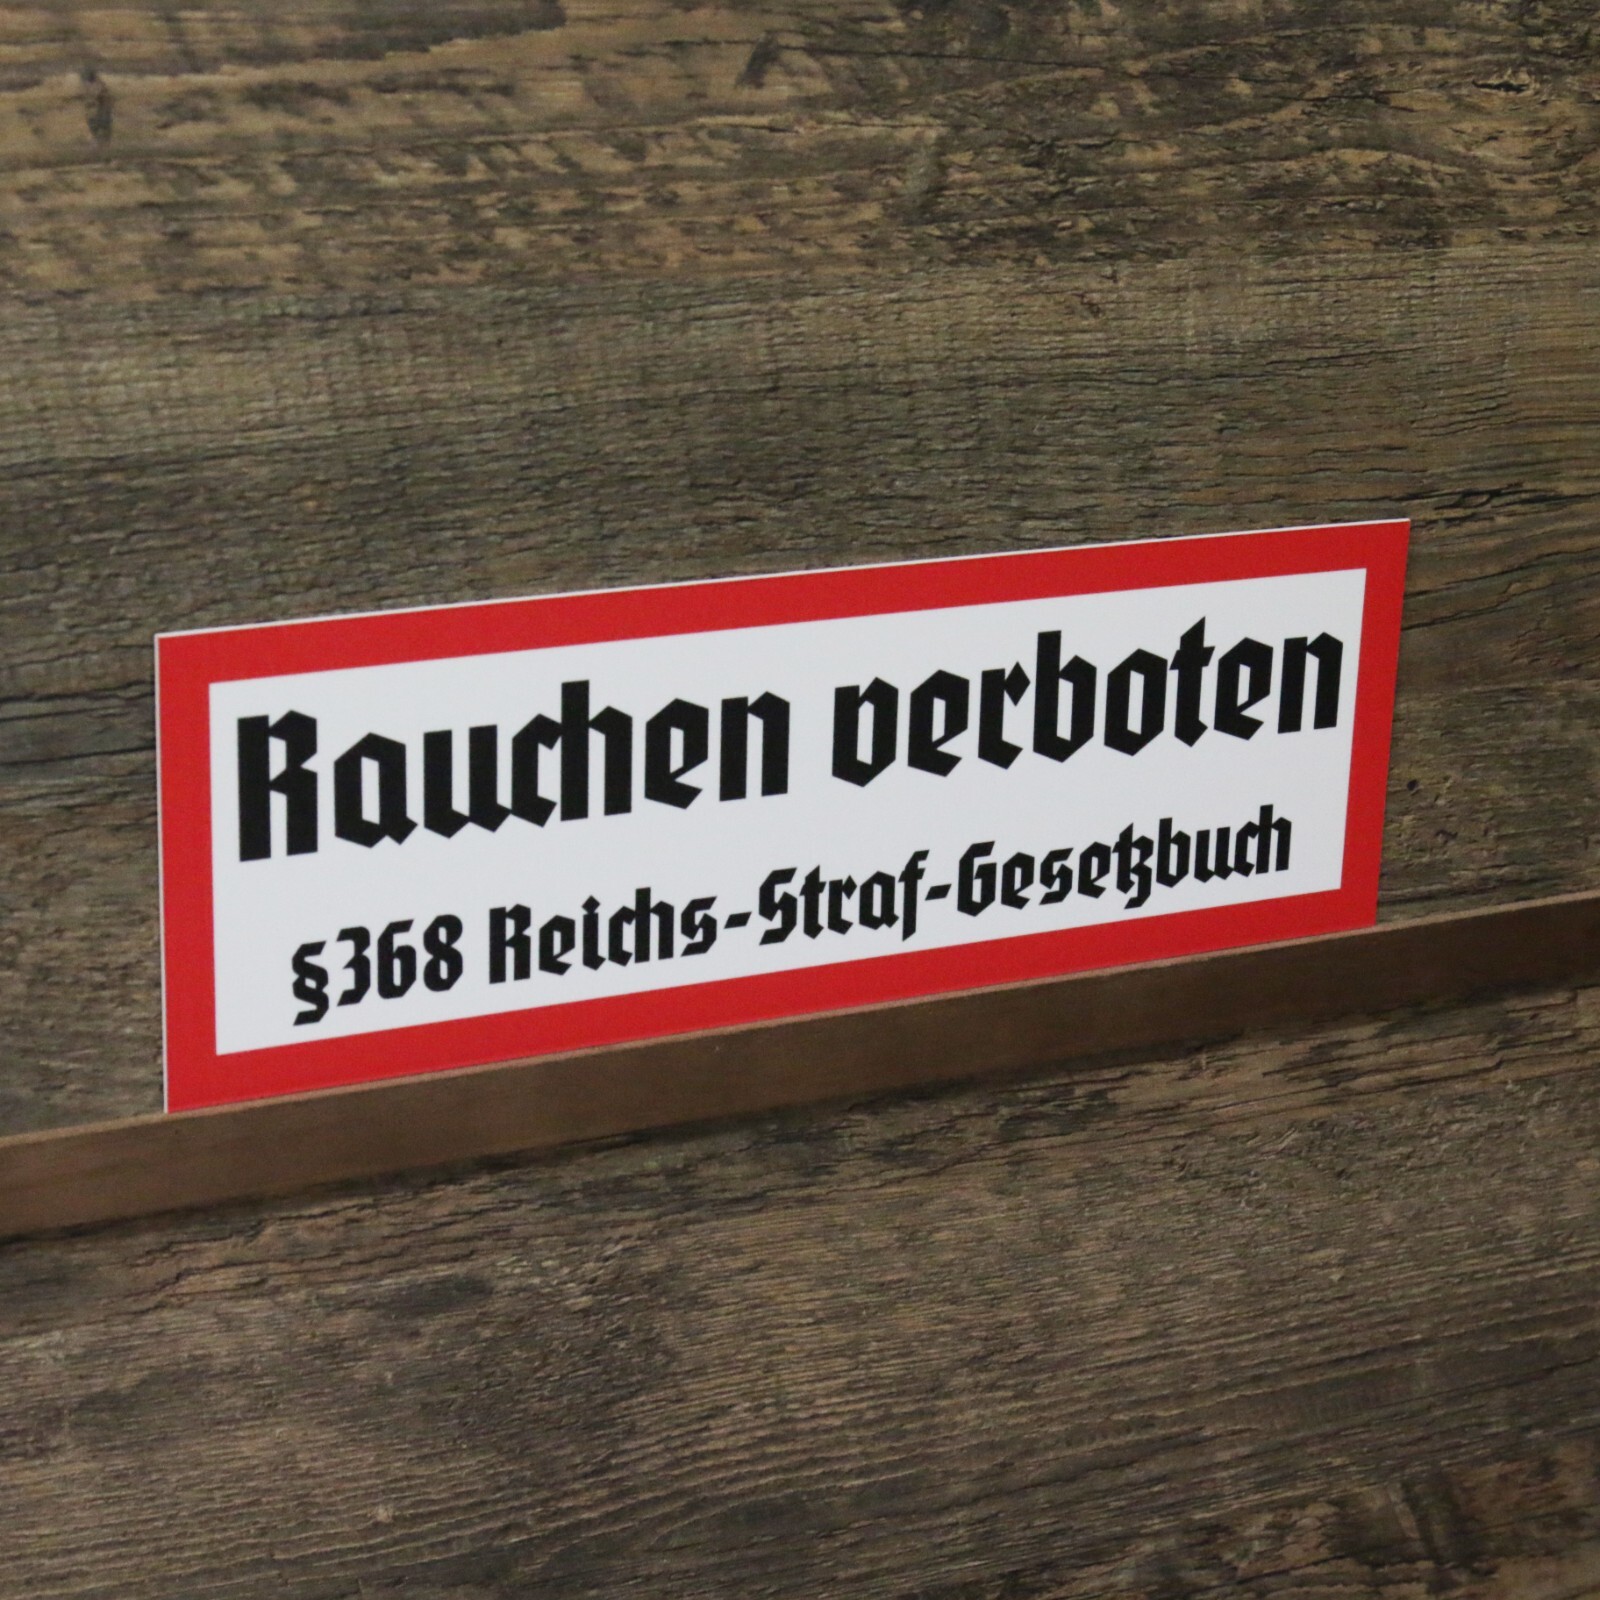 Rauchen verboten
§368 Reichs-Straf-Gesetzbuch